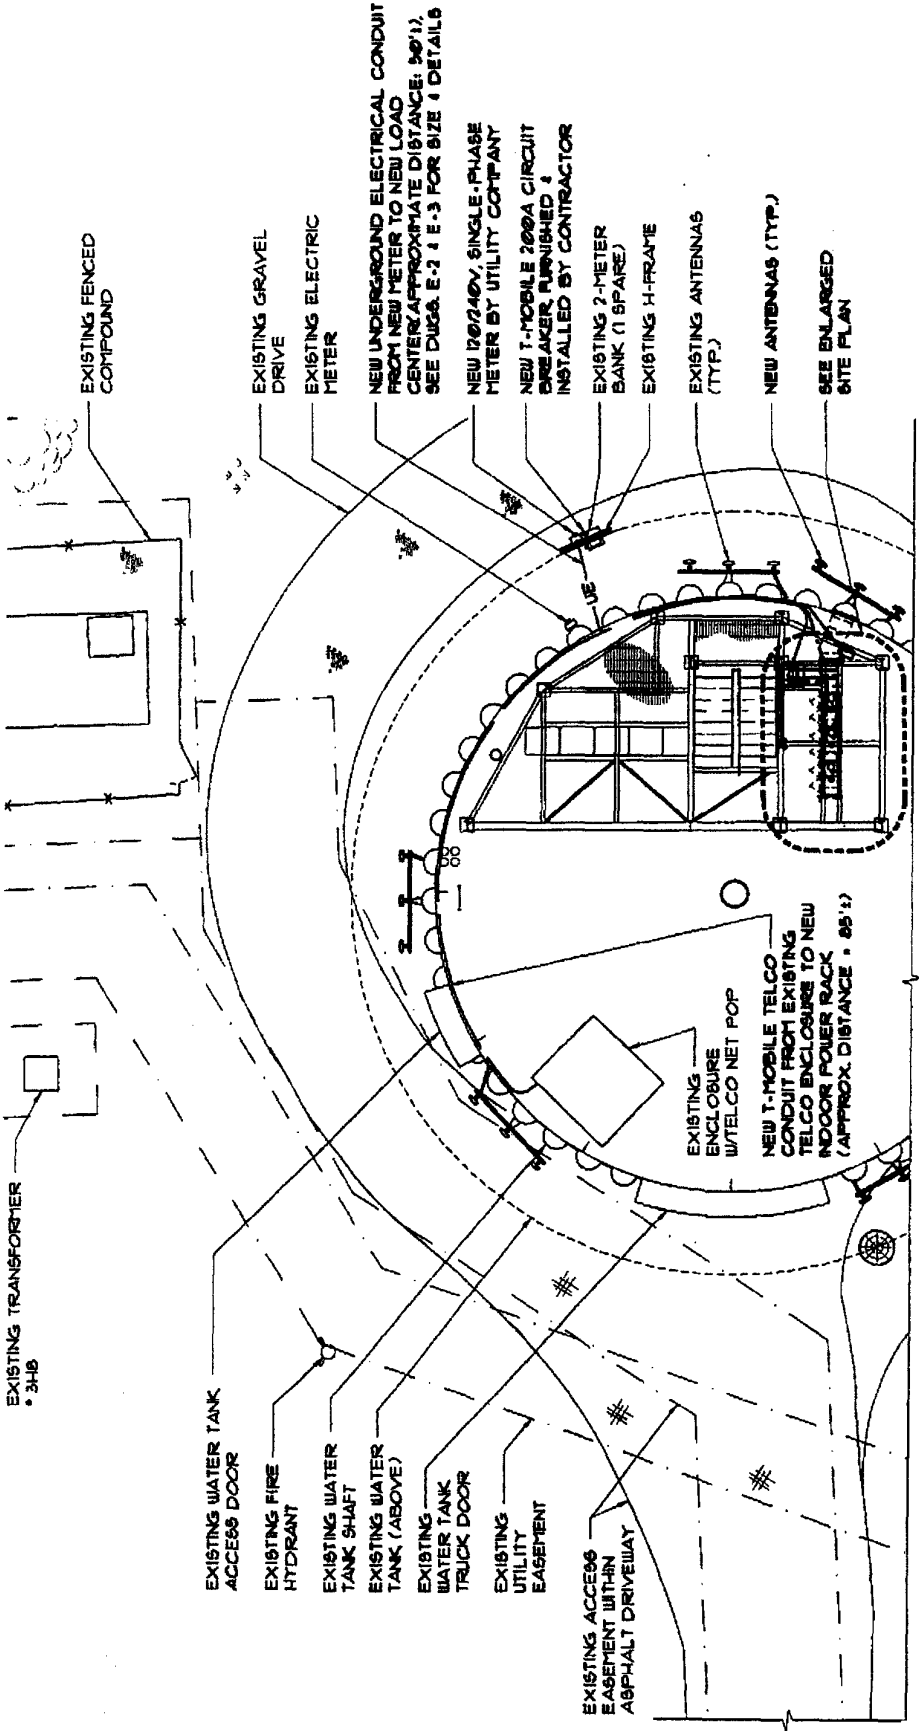 EXISTING FENCED
COMPOUND
EXISTING GRAVEL
DRIVE
EXISTING ELECTRIC
METER
NEW UNDERGROUND ELECTRICAL CONDUIT
FROM NEW METER TO NEW LOAD
CENTER( APPROXIMATE DISTANCE: 50'±).
SEE DWGS. E-2 & E-3 FOR SIZE & DETAILS
NEW 120/240V, SINGLE-PHASE
METER BY UTILITY COMPANY
NEW T-MOBILE 200A CIRCUIT
BREAKER, FURNISHED &
INSTALLED BY CONTRACTOR
EXISTING 2-METER
BANK (1 SPARE)
EXISTING H-FRAME
EXISTING ANTENNAS
(TYP.)
NEW ANTENNAS (TYP.)
SEE ENLARGED
SITE PLAN
UE
EXISTING
ENCLOSURE
W/TELCO NET POP
NEW T-MOBILE TELCO
CONDUIT FROM EXISTING
TELCO ENCLOSURE TO NEW
INDOOR POWER RACK
(APPROX. DISTANCE = 85'±)
EXISTING TRANSFORMER
EXISTING WATER TANK
ACCESS DOOR
EXISTING FIRE
HYDRANT
EXISTING WATER
TANK SHAFT
EXISTING WATER
TANK (ABOVE)
EXISTING
WATER TANK
TRUCK DOOR
EXISTING
UTILITY
EASEMENT
EXISTING ACCESS
EASEMENT WITHIN
ASPHALT DRIVEWAY